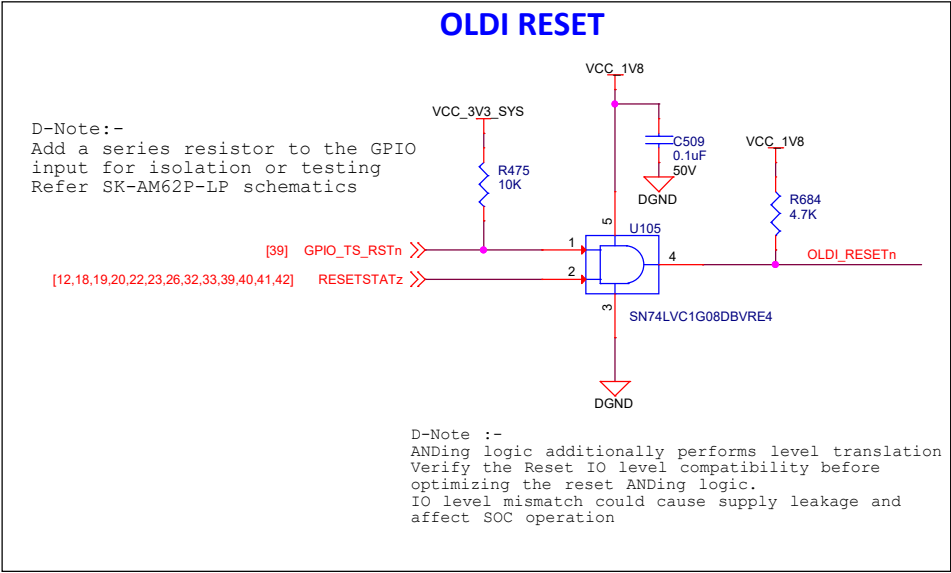 OLDI RESET
VCC_1V8
D-Note:-
Add a series resistor to the GPIO
input for isolation or testing
Refer SK-AM62P-LP schematics
VCC_3V3_SYS
R475
10K
C509
0.1uF
50V
DGND
VCC_1V8
R684
4.7K
5
U105
[39] GPIO_TS_RSTn
1
[12,18,19,20,22,23,26,32,33,39,40,41,42] RESETSTATz
2
4
OLDI_RESETn
3
SN74LVC1G08DBVRE4
DGND
D-Note :-
ANDing logic additionally performs level translation
Verify the Reset IO level compatibility before
optimizing the reset ANDing logic.
IO level mismatch could cause supply leakage and
affect SOC operation